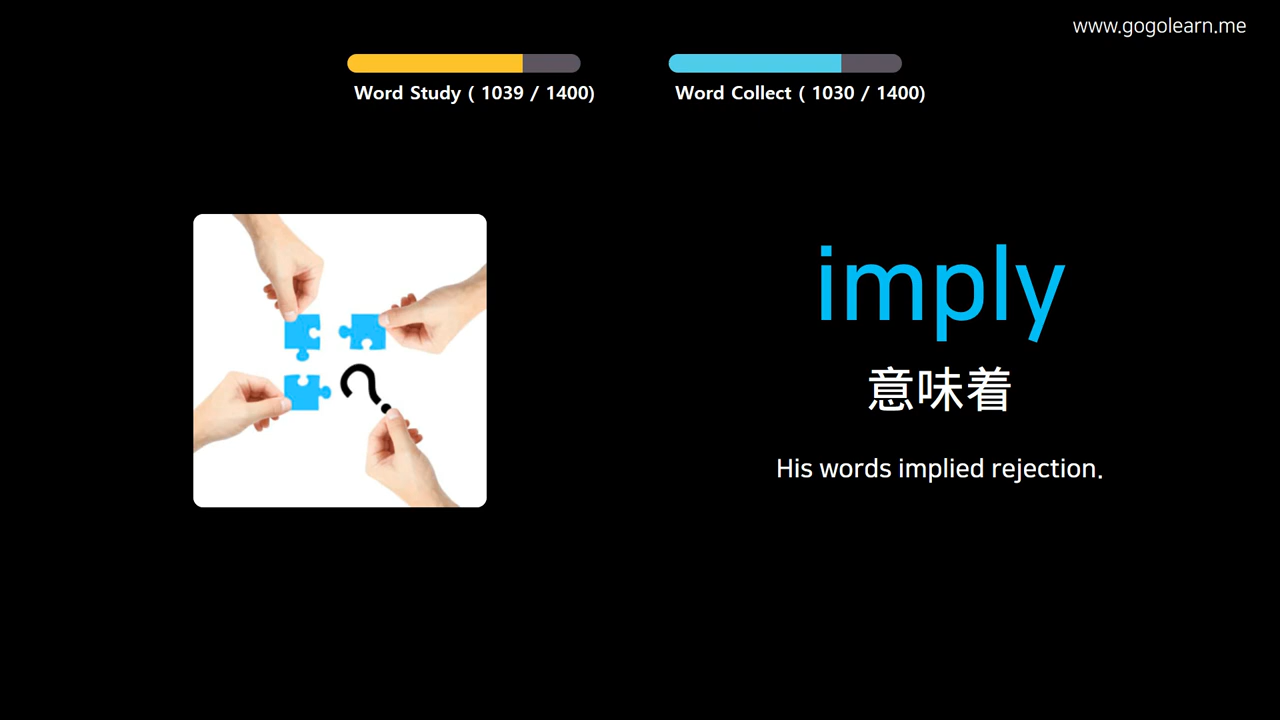 www.gogolearn.me
Word Study ( 1039 / 1400)
Word Collect ( 1030 / 1400)
imply
意味着
His words implied rejection.